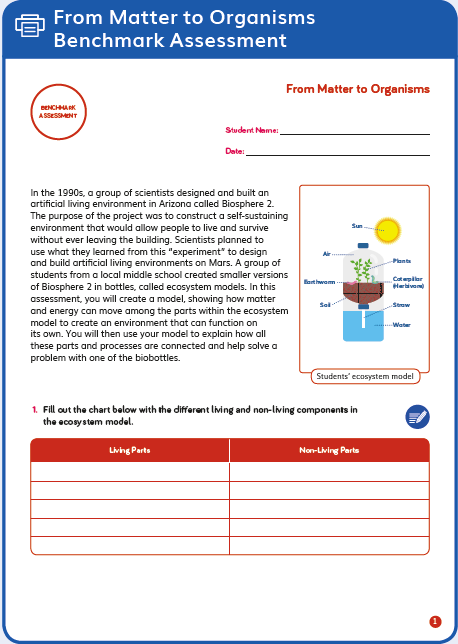 From Matter to Organisms
Benchmark Assessment
BENCHMARK
ASSESSMENT
From Matter to Organisms
Student Name:
Date:
In the 1990s, a group of scientists designed and built an
artificial living environment in Arizona called Biosphere 2.
The purpose of the project was to construct a self-sustaining
environment that would allow people to live and survive
without ever leaving the building. Scientists planned to
use what they learned from this "experiment" to design
and build artificial living environments on Mars. A group of
students from a local middle school created smaller versions
of Biosphere 2 in bottles, called ecosystem models. In this
assessment, you will create a model, showing how matter
and energy can move among the parts within the ecosystem
model to create an environment that can function on
its own. You will then use your model to explain how all
these parts and processes are connected and help solve a
problem with one of the biobottles.
Sun
Air
Plants
Earthworm
Caterpillar
(Herbivore)
Soil
Straw
Water
Students' ecosystem model
1. Fill out the chart below with the different living and non-living components in
the ecosystem model.
Living Parts
Non-Living Parts
1